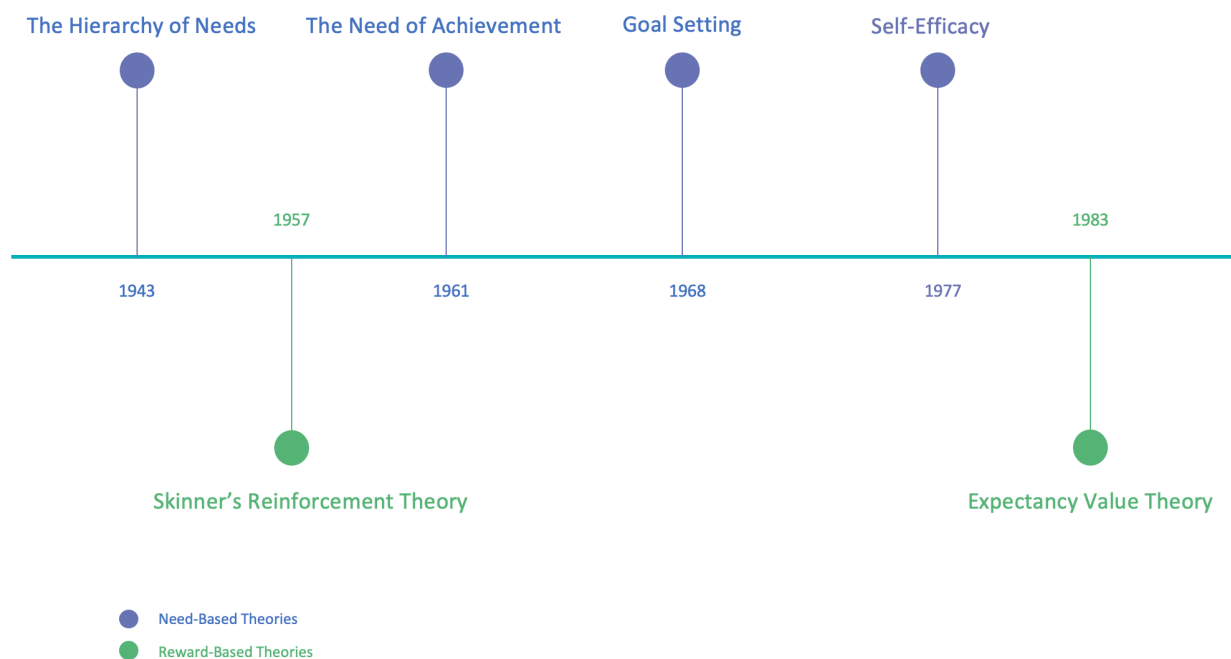 The Hierarchy of Needs
The Need of Achievement
Goal Setting
Self-Efficacy
1957
1983
1943
1961
1968
1977
Skinner’s Reinforcement Theory
Expectancy Value Theory
Need-Based Theories
Reward-Based Theories